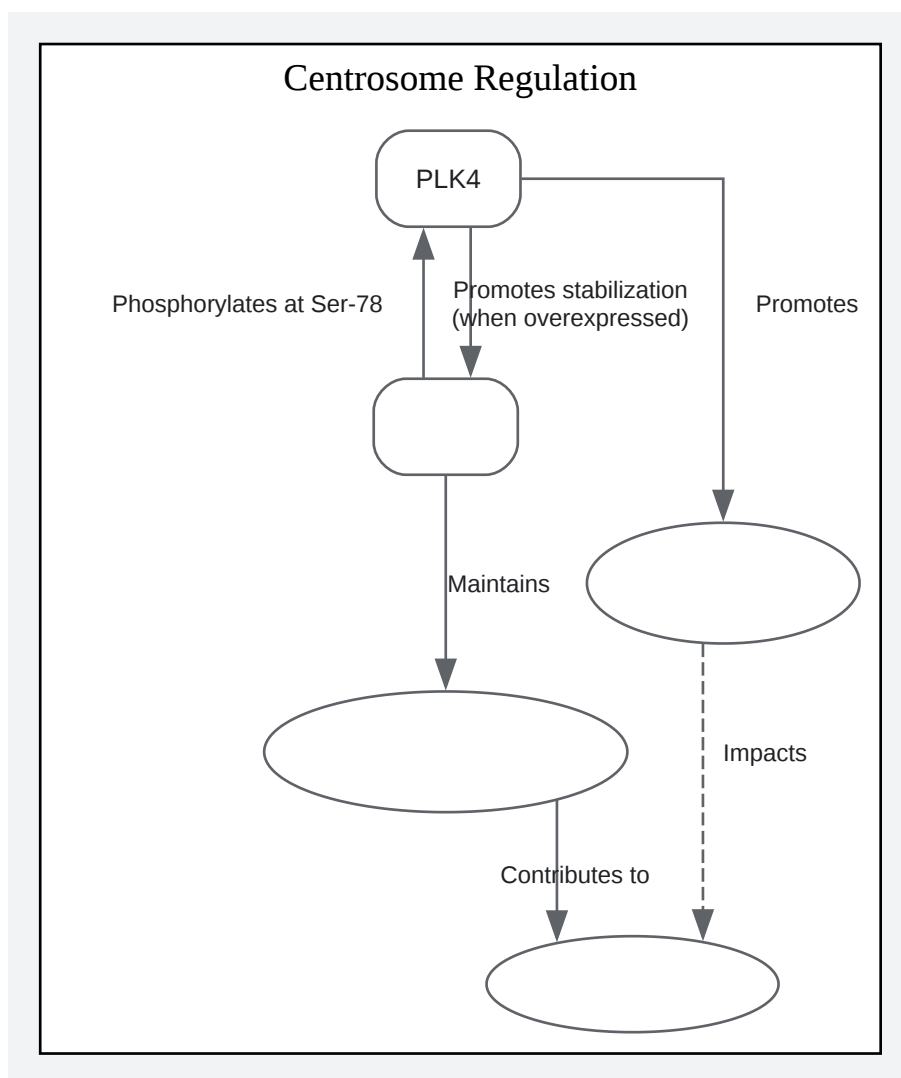 Centrosome Regulation
PLK4
Phosphorylates at Ser-78
Promotes stabilization
(when overexpressed)
Promotes
Maintains
Impacts
Contributes to